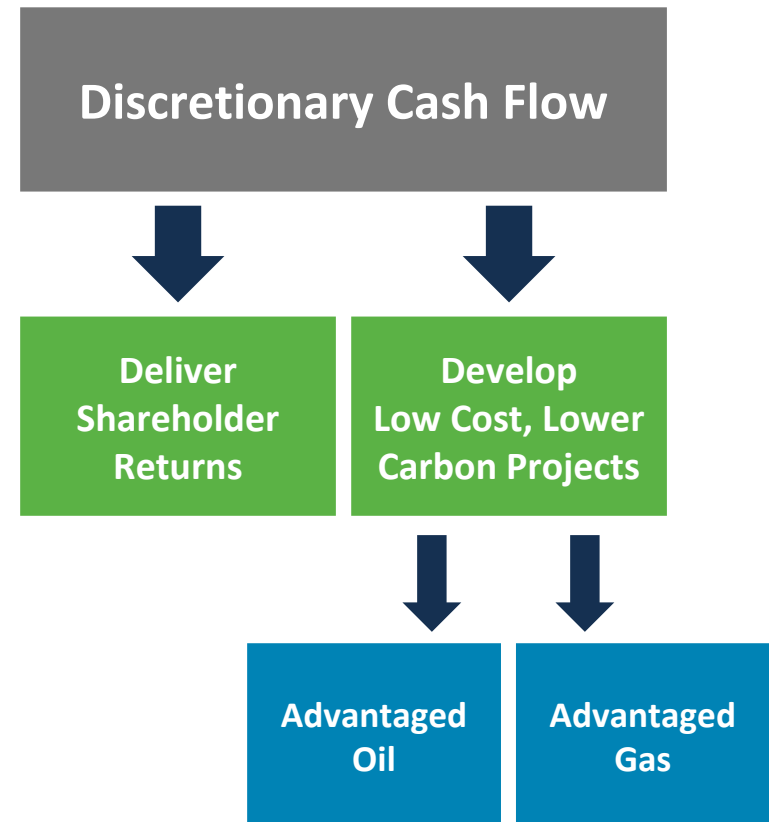 Discretionary Cash Flow
Deliver
Shareholder
Returns
Develop
Low Cost, Lower
Carbon Projects
Advantaged
Oil
Advantaged
Gas